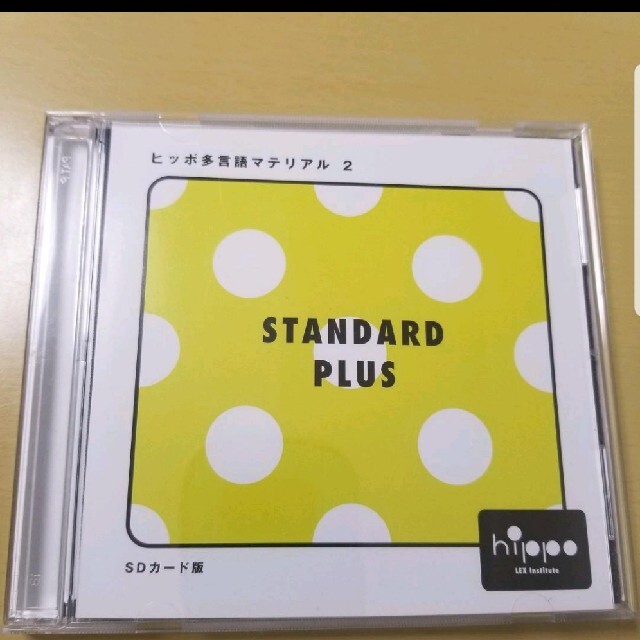 ヒッポ多言語マテリアル 2
STANDARD
PLUS
SDカード版
hippo
LEX Institute